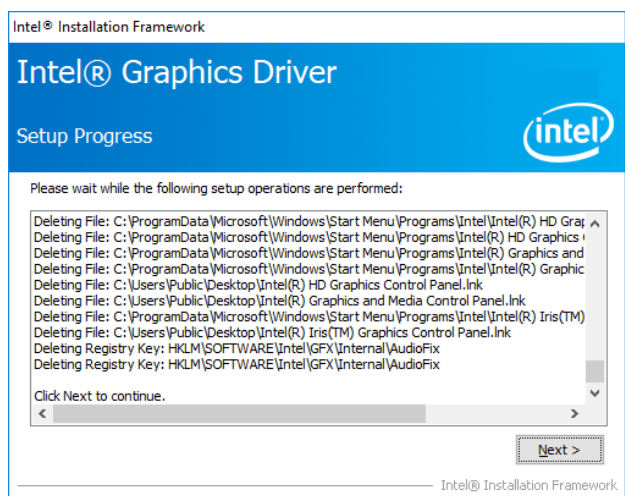 Intel® Installation Framework
Intel® Graphics Driver
Setup Progress
intel
Please wait while the following setup operations are performed:
Deleting File: C:\ProgramData\Microsoft\Windows\Start Menu\Programs\Intel\Intel(R) HD Grap
Deleting File: C:\ProgramData\Microsoft\Windows\Start Menu\Programs\Intel(R) HD Graphics
Deleting File: C:\ProgramData\Microsoft\Windows\Start Menu\Programs\Intel(R) Graphics and
Deleting File: C:\ProgramData\Microsoft\Windows\Start Menu\Programs\Intel\Intel(R) Graphic
Deleting File: C:\Users\Public\Desktop\Intel(R) HD Graphics Control Panel.lnk
Deleting File: C:\Users\Public\Desktop\Intel(R) Graphics and Media Control Panel.lnk
Deleting File: C:\ProgramData\Microsoft\Windows\Start Menu\Programs\Intel\Intel(R) Iris(TM)
Deleting File: C:\Users\Public\Desktop\Intel(R) Iris(TM) Graphics Control Panel.lnk
Deleting Registry Key: HKLM\SOFTWARE\Intel\GFX\Internal\AudioFix
Deleting Registry Key: HKLM\SOFTWARE\Intel\GFX\Internal\AudioFix
Click Next to continue.
Next >
Intel® Installation Framework